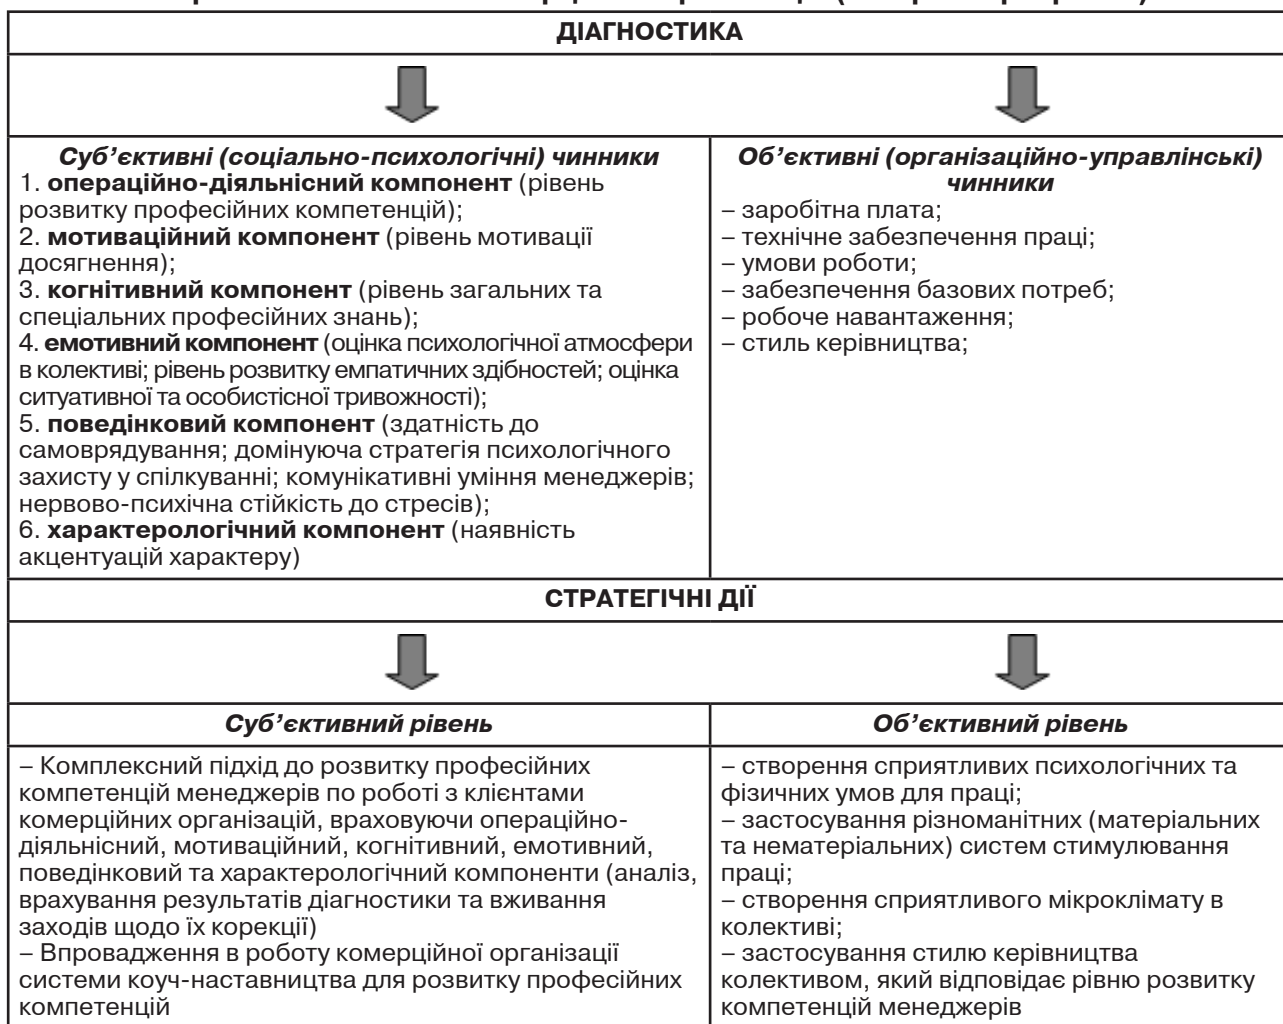 ДІАГНОСТИКА
Суб’єктивні (соціально-психологічні) чинники
1. операційно-діяльнісний компонент (рівень
розвитку професійних компетенцій);
2. мотиваційний компонент (рівень мотивації
досягнення);
3. когнітивний компонент (рівень загальних та
спеціальних професійних знань);
4. емотивний компонент (оцінка психологічної атмосфери
в колективі; рівень розвитку емпатичних здібностей; оцінка
ситуативної та особистісної тривожності);
5. поведінковий компонент (здатність до
самоврядування; домінуюча стратегія психологічного
захисту у спілкуванні; комунікативні уміння менеджерів;
нервово-психічна стійкість до стресів);
6. характерологічний компонент (наявність
акцентуацій характеру)
Об’єктивні (організаційно-управлінські)
чинники
– заробітна плата;
– технічне забезпечення праці;
– умови роботи;
– забезпечення базових потреб;
– робоче навантаження;
– стиль керівництва;
СТРАТЕГІЧНІ ДІЇ
Суб’єктивний рівень
Об’єктивний рівень
– Комплексний підхід до розвитку професійних
компетенцій менеджерів по роботі з клієнтами
комерційних організацій, враховуючи операційно-
діяльнісний, мотиваційний, когнітивний, емотивний,
поведінковий та характерологічний компоненти (аналіз,
врахування результатів діагностики та вживання
заходів щодо їх корекції)
– Впровадження в роботу комерційної організації
системи коуч-наставництва для розвитку професійних
компетенцій
– створення сприятливих психологічних та
фізичних умов для праці;
– застосування різноманітних (матеріальних
та нематеріальних) систем стимулювання
праці;
– створення сприятливого мікроклімату в
колективі;
– застосування стилю керівництва
колективом, який відповідає рівню розвитку
компетенцій менеджерів